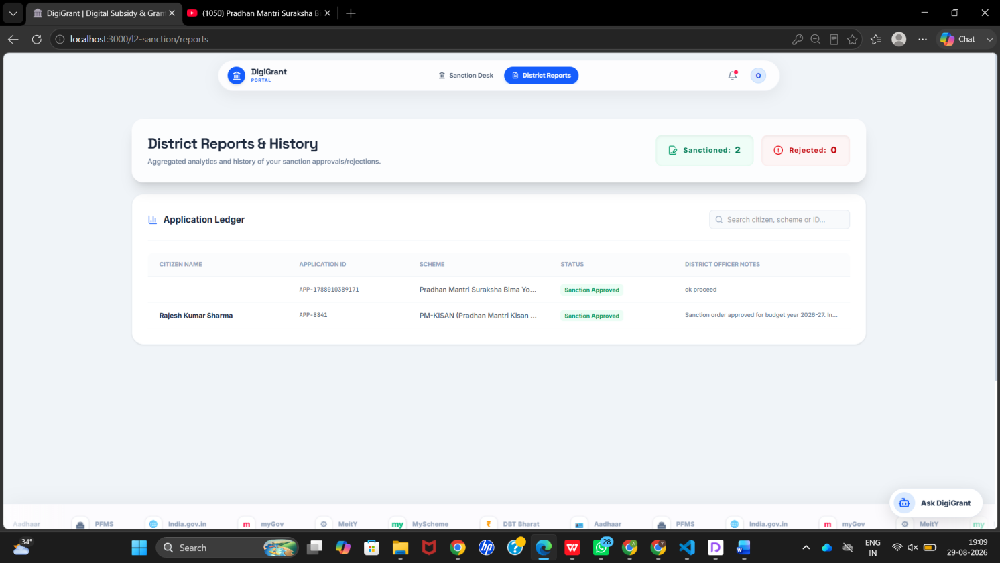 DigiGrant | Digital Subsidy & Gran
(1050) Pradhan Mantri Suraksha B
localhost:3000/l2-sanction/reports
Chat
DigiGrant
PORTAL
Sanction Desk
District Reports
O
District Reports & History
Aggregated analytics and history of your sanction approvals/rejections.
Sanctioned: 2
Rejected: 0
Application Ledger
Search citizen, scheme or ID...
CITIZEN NAME APPLICATION ID SCHEME STATUS DISTRICT OFFICER NOTES
APP-1788010389171 Pradhan Mantri Suraksha Bima Yo... Sanction Approved ok proceed
Rajesh Kumar Sharma APP-8841 PM-KISAN (Pradhan Mantri Kisan ... Sanction Approved Sanction order approved for budget year 2026-27. In...
Ask DigiGrant
Aadhaar PFMS India.gov.in m myGov MeitY my MyScheme ₹ DBT Bharat Aadhaar PFMS India.gov.in m myGov MeitY my
34°
Search
28
ENG
IN
19:09
29-08-2026